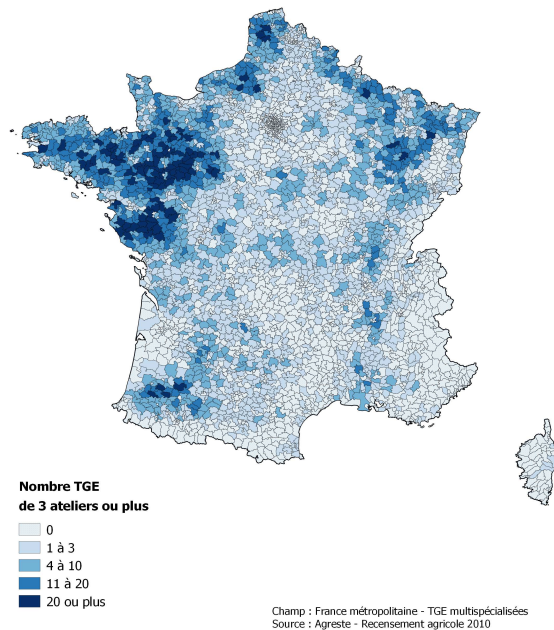 Nombre TGE
de 3 ateliers ou plus
0
1 à 3
4 à 10
11 à 20
20 ou plus
Champ : France métropolitaine - TGE multispécialisées
Source : Agreste - Recensement agricole 2010